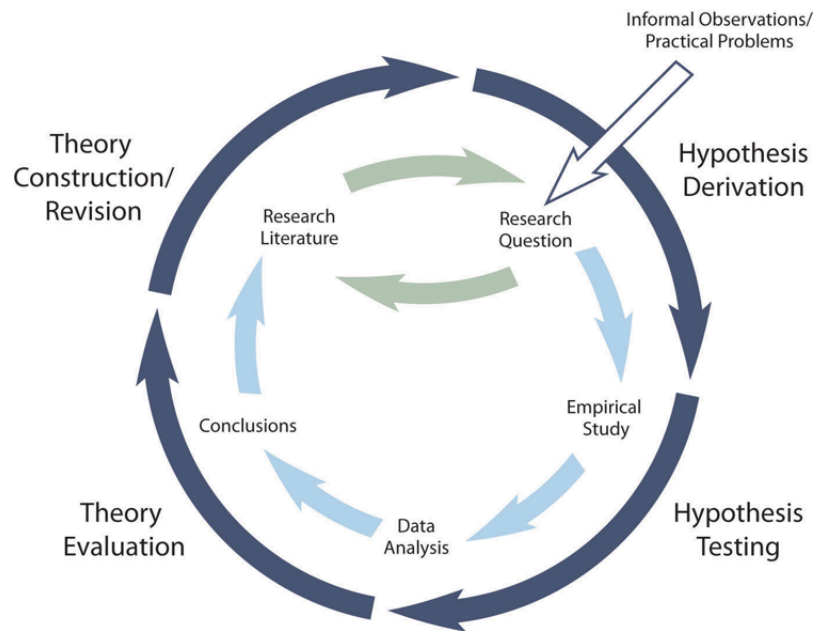 Informal Observations/
Practical Problems
Theory
Construction/
Revision
Hypothesis
Derivation
Research
Literature
Research
Question
Conclusions
Empirical
Study
Data
Analysis
Theory
Evaluation
Hypothesis
Testing